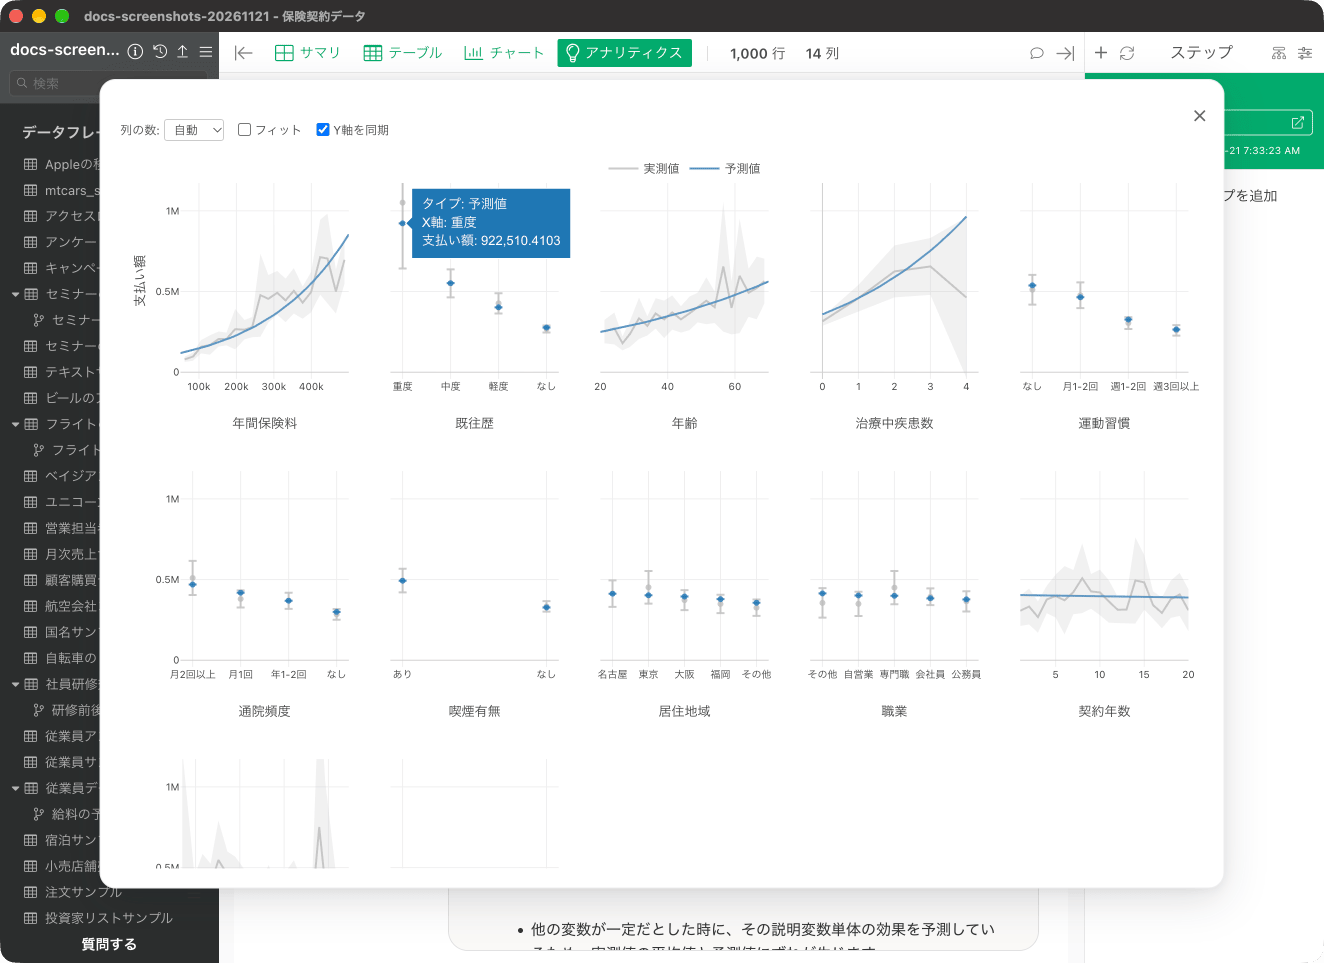 docs-screenshots-20261121 - 保険契約データ
docs-screen...
サマリ
テーブル
チャート
アナリティクス
1,000 行
14 列
ステップ
検索
データフレー
Appleの
mtcars_s
アクセス
アンケー
キャンペー
セミナー
セミナー
セミナー
テキスト
ビールの
フライト
フライト
ベイジア
ユニコー
営業担当
月次売上
顧客購買
航空会社
国名サン
自転車の
社員研修
研修前後
従業員ア
従業員サ
従業員デ
給料の予
宿泊サン
小売店舗
注文サンプル
投資家リストサンプル
質問する
-21 7:33:23 AM
プを追加
列の数:
自動
フィット
Y軸を同期
実測値
予測値
支払い額
1M
0.5M
0
タイプ: 予測値
X軸: 重度
支払い額: 922,510.4103
100k 200k 300k 400k
年間保険料
重度 中度 軽度 なし
既往歴
20 40 60
年齢
0 1 2 3 4
治療中疾患数
なし 月1-2回 週1-2回 週3回以上
運動習慣
1M
0.5M
0
月2回以上 月1回 年1-2回 なし
通院頻度
あり なし
喫煙有無
名古屋 東京 大阪 福岡 その他
居住地域
その他 自営業 専門職 会社員 公務員
職業
5 10 15 20
契約年数
1M
0.5M
• 他の変数が一定だとした時に、その説明変数単体の効果を予測してい